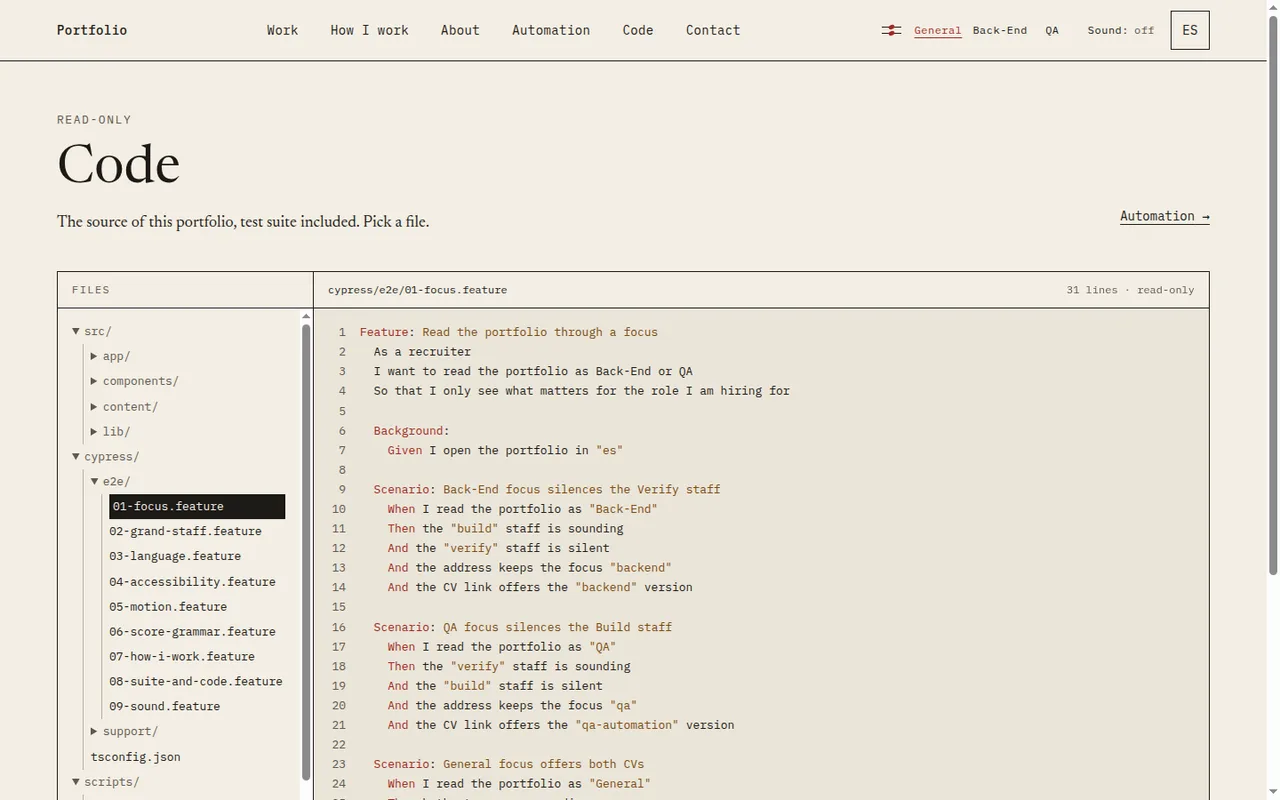 Portfolio
Work How I work About Automation Code Contact
General Back-End QA Sound: off ES
READ-ONLY
Code
The source of this portfolio, test suite included. Pick a file.
Automation →
FILES
▼ src/
▶ app/
▶ components/
▶ content/
▶ lib/
▼ cypress/
▼ e2e/
01-focus.feature
02-grand-staff.feature
03-language.feature
04-accessibility.feature
05-motion.feature
06-score-grammar.feature
07-how-i-work.feature
08-suite-and-code.feature
09-sound.feature
▶ support/
tsconfig.json
▼ scripts/
cypress/e2e/01-focus.feature 31 lines · read-only
1 Feature: Read the portfolio through a focus
2 As a recruiter
3 I want to read the portfolio as Back-End or QA
4 So that I only see what matters for the role I am hiring for
5
6 Background:
7 Given I open the portfolio in "es"
8
9 Scenario: Back-End focus silences the Verify staff
10 When I read the portfolio as "Back-End"
11 Then the "build" staff is sounding
12 And the "verify" staff is silent
13 And the address keeps the focus "backend"
14 And the CV link offers the "backend" version
15
16 Scenario: QA focus silences the Build staff
17 When I read the portfolio as "QA"
18 Then the "verify" staff is sounding
19 And the "build" staff is silent
20 And the address keeps the focus "qa"
21 And the CV link offers the "qa-automation" version
22
23 Scenario: General focus offers both CVs
24 When I read the portfolio as "General"